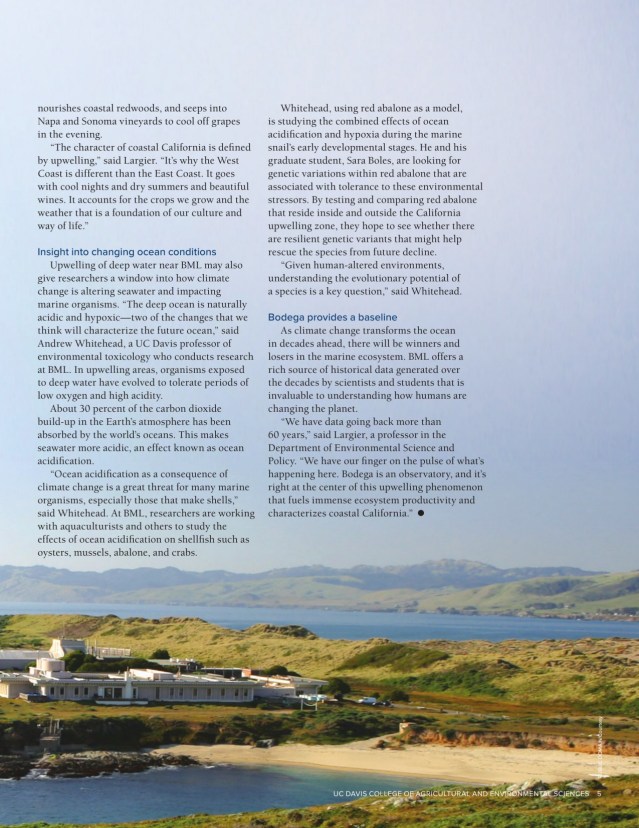 nourishes coastal redwoods, and seeps into
Napa and Sonoma vineyards to cool off grapes
in the evening.
“The character of coastal California is defined
by upwelling,” said Largier. “It’s why the West
Coast is different than the East Coast. It goes
with cool nights and dry summers and beautiful
wines. It accounts for the crops we grow and the
weather that is a foundation of our culture and
way of life.”
Insight into changing ocean conditions
Upwelling of deep water near BML may also
give researchers a window into how climate
change is altering seawater and impacting
marine organisms. “The deep ocean is naturally
acidic and hypoxic—two of the changes that we
think will characterize the future ocean,” said
Andrew Whitehead, a UC Davis professor of
environmental toxicology who conducts research
at BML. In upwelling areas, organisms exposed
to deep water have evolved to tolerate periods of
low oxygen and high acidity.
About 30 percent of the carbon dioxide
build-up in the Earth’s atmosphere has been
absorbed by the world’s oceans. This makes
seawater more acidic, an effect known as ocean
acidification.
“Ocean acidification as a consequence of
climate change is a great threat for many marine
organisms, especially those that make shells,”
said Whitehead. At BML, researchers are working
with aquaculturists and others to study the
effects of ocean acidification on shellfish such as
oysters, mussels, abalone, and crabs.
Whitehead, using red abalone as a model,
is studying the combined effects of ocean
acidification and hypoxia during the marine
snail’s early developmental stages. He and his
graduate student, Sara Boles, are looking for
genetic variations within red abalone that are
associated with tolerance to these environmental
stressors. By testing and comparing red abalone
that reside inside and outside the California
upwelling zone, they hope to see whether there
are resilient genetic variants that might help
rescue the species from future decline.
“Given human-altered environments,
understanding the evolutionary potential of
a species is a key question,” said Whitehead.
Bodega provides a baseline
As climate change transforms the ocean
in decades ahead, there will be winners and
losers in the marine ecosystem. BML offers a
rich source of historical data generated over
the decades by scientists and students that is
invaluable to understanding how humans are
changing the planet.
“We have data going back more than
60 years,” said Largier, a professor in the
Department of Environmental Science and
Policy. “We have our finger on the pulse of what’s
happening here. Bodega is an observatory, and it’s
right at the center of this upwelling phenomenon
that fuels immense ecosystem productivity and
characterizes coastal California.” ●
UC DAVIS COLLEGE OF AGRICULTURAL AND ENVIRONMENTAL SCIENCES 5